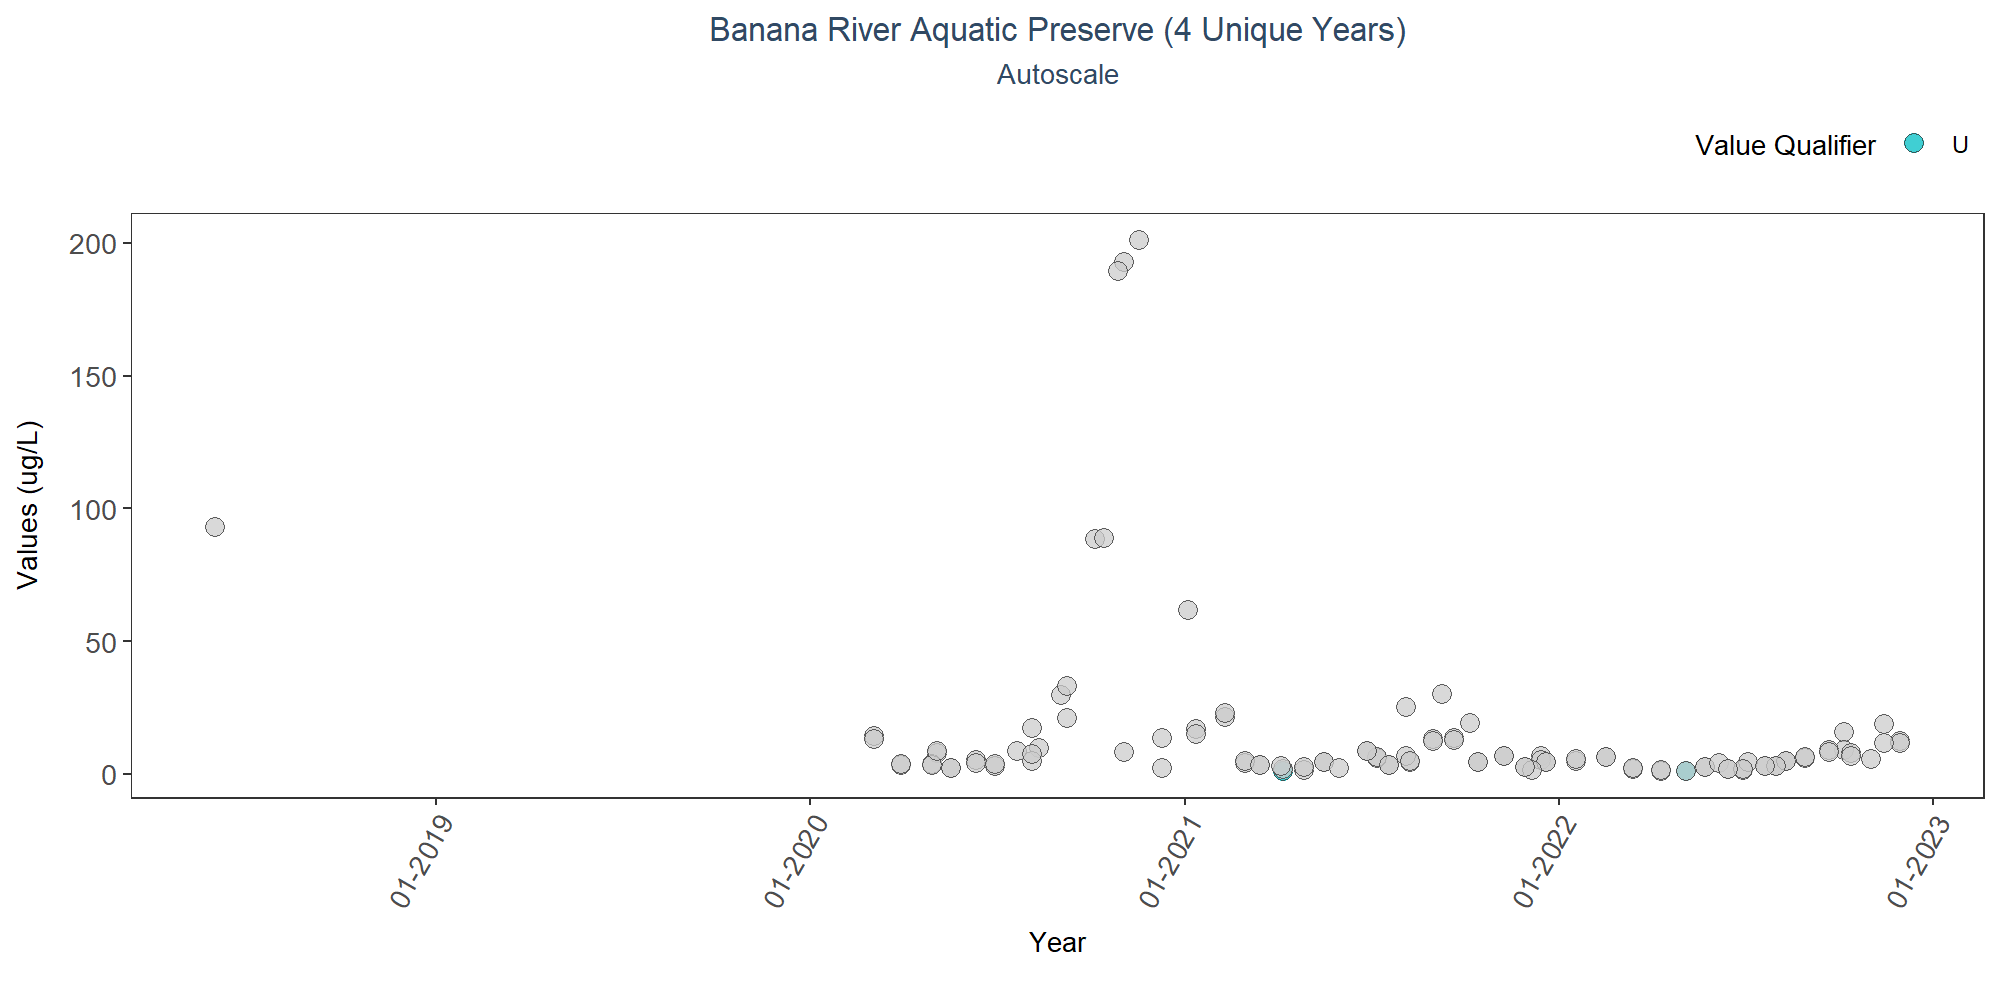 Banana River Aquatic Preserve (4 Unique Years)
Autoscale
Value Qualifier U
200
150
100
50
0
Values (ug/L)
01-2019
01-2020
01-2021
01-2022
01-2023
Year